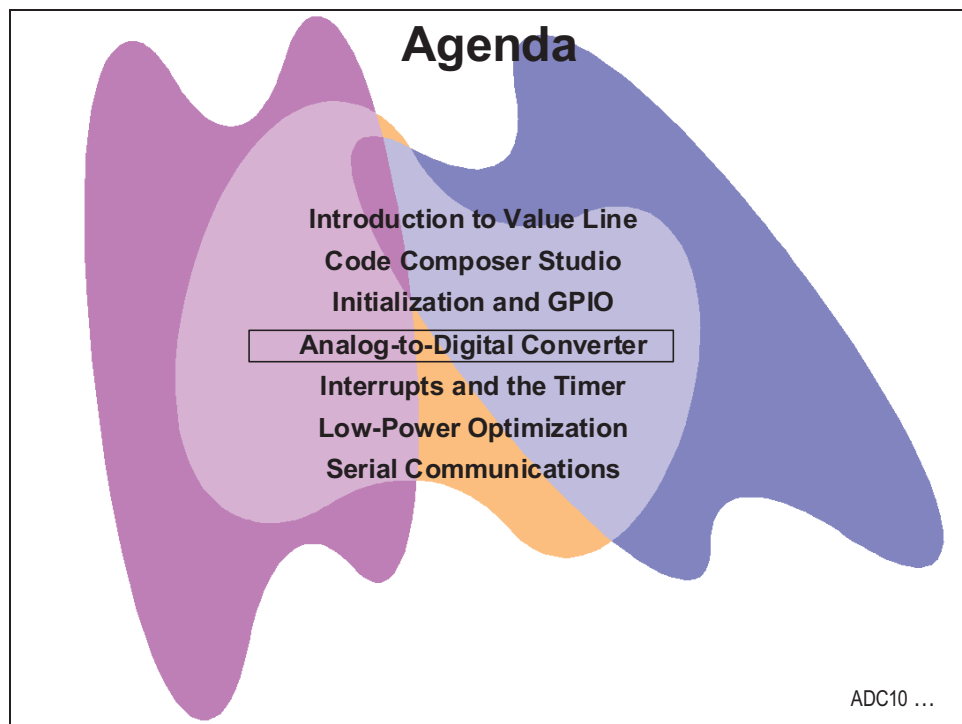 Agenda
Introduction to Value Line
Code Composer Studio
Initialization and GPIO
Analog-to-Digital Converter
Interrupts and the Timer
Low-Power Optimization
Serial Communications
ADC10 …